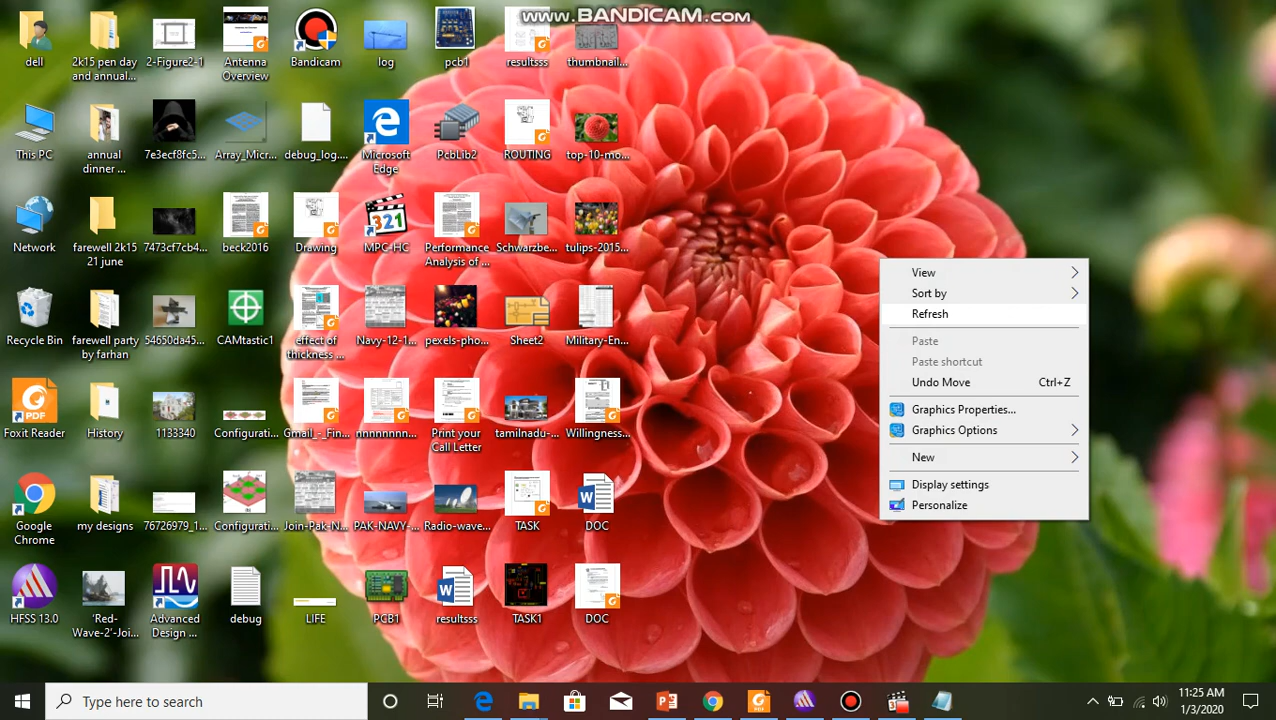 www.BANDICAM.com
dell
2k15 pen day
and annual...
2-Figure2-1
Antenna
Overview
Bandicam
log
pcb1
resultsss
thumbnail...
This PC
annual
dinner ...
7e3ecf8fc5...
Array_Micr...
debug_log....
Microsoft
Edge
PcbLib2
ROUTING
top-10-mo...
Network
farewell 2k15
21 june
7473cf7cb4...
beck2016
Drawing
MPC-HC
Performance
Analysis of ...
Schwarzbe...
tulips-2015...
Recycle Bin
farewell party
by farhan
54650da45...
CAMtastic1
effect of
thickness ...
Navy-12-1...
pexels-pho...
Sheet2
Military-En...
Foxit Reader
History
1133340
Configurati...
Gmail_-_Fin...
Print your
Call Letter
tamilnadu-...
Willingness...
Google
Chrome
my designs
76726979_1...
Configurati...
Join-Pak-N...
PAK-NAVY-...
Radio-wave...
TASK
DOC
HFSS 13.0
'Red-
Wave-2'-Joi...
Advanced
Design ...
debug
LIFE
PCB1
resultsss
TASK1
DOC
View
Sort by
Refresh
Paste
Paste shortcut
Undo Move Ctrl+Z
Graphics Properties...
Graphics Options
New
Display settings
Personalize
Type here to search
11:25 AM
1/3/2020